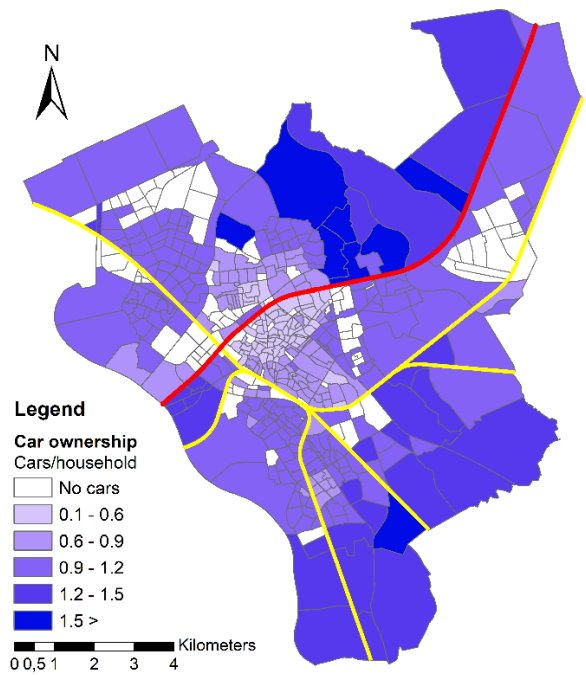 N
Legend
Car ownership
Cars/household
No cars
0.1 - 0.6
0.6 - 0.9
0.9 - 1.2
1.2 - 1.5
1.5 >
Kilometers
0 0,5 1 2 3 4